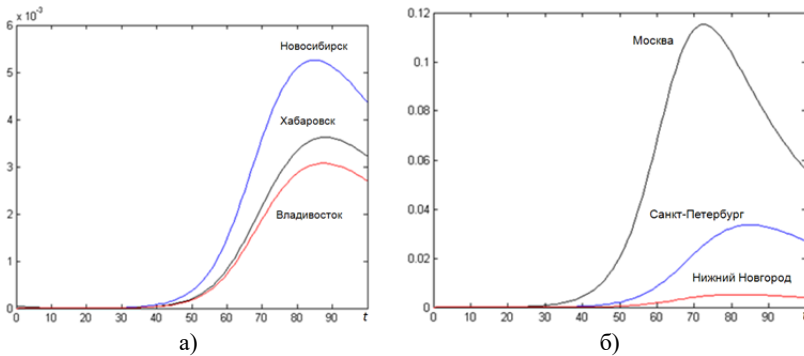 6 x 10⁻³
5
4
3
2
1
0
0 10 20 30 40 50 60 70 80 90 t
Новосибирск
Хабаровск
Владивосток
а)
0.12
0.1
0.08
0.06
0.04
0.02
0
0 10 20 30 40 50 60 70 80 90
Москва
Санкт-Петербург
Нижний Новгород
б)